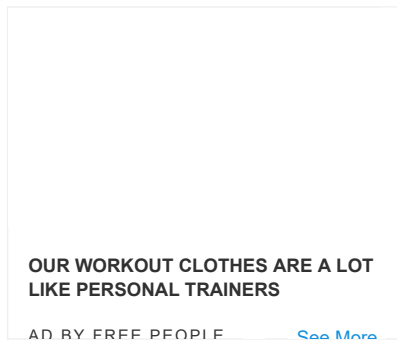 OUR WORKOUT CLOTHES ARE A LOT
LIKE PERSONAL TRAINERS
AD BY FREE PEOPLE
See More